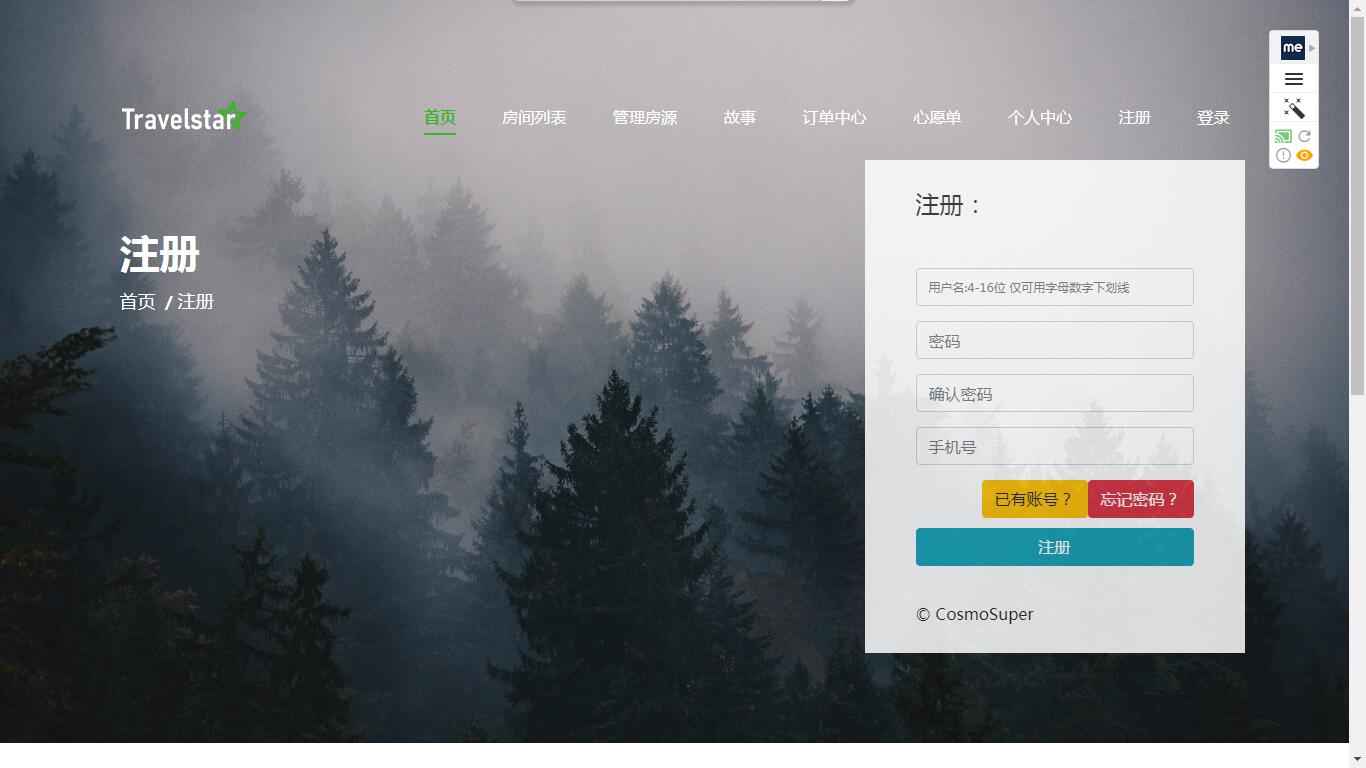 me
Travelstar
首页 房间列表 管理房源 故事 订单中心 心愿单 个人中心 注册 登录
注册
首页 / 注册
注册：
用户名:4-16位 仅可用字母数字下划线
密码
确认密码
手机号
已有账号？ 忘记密码？
注册
© CosmoSuper